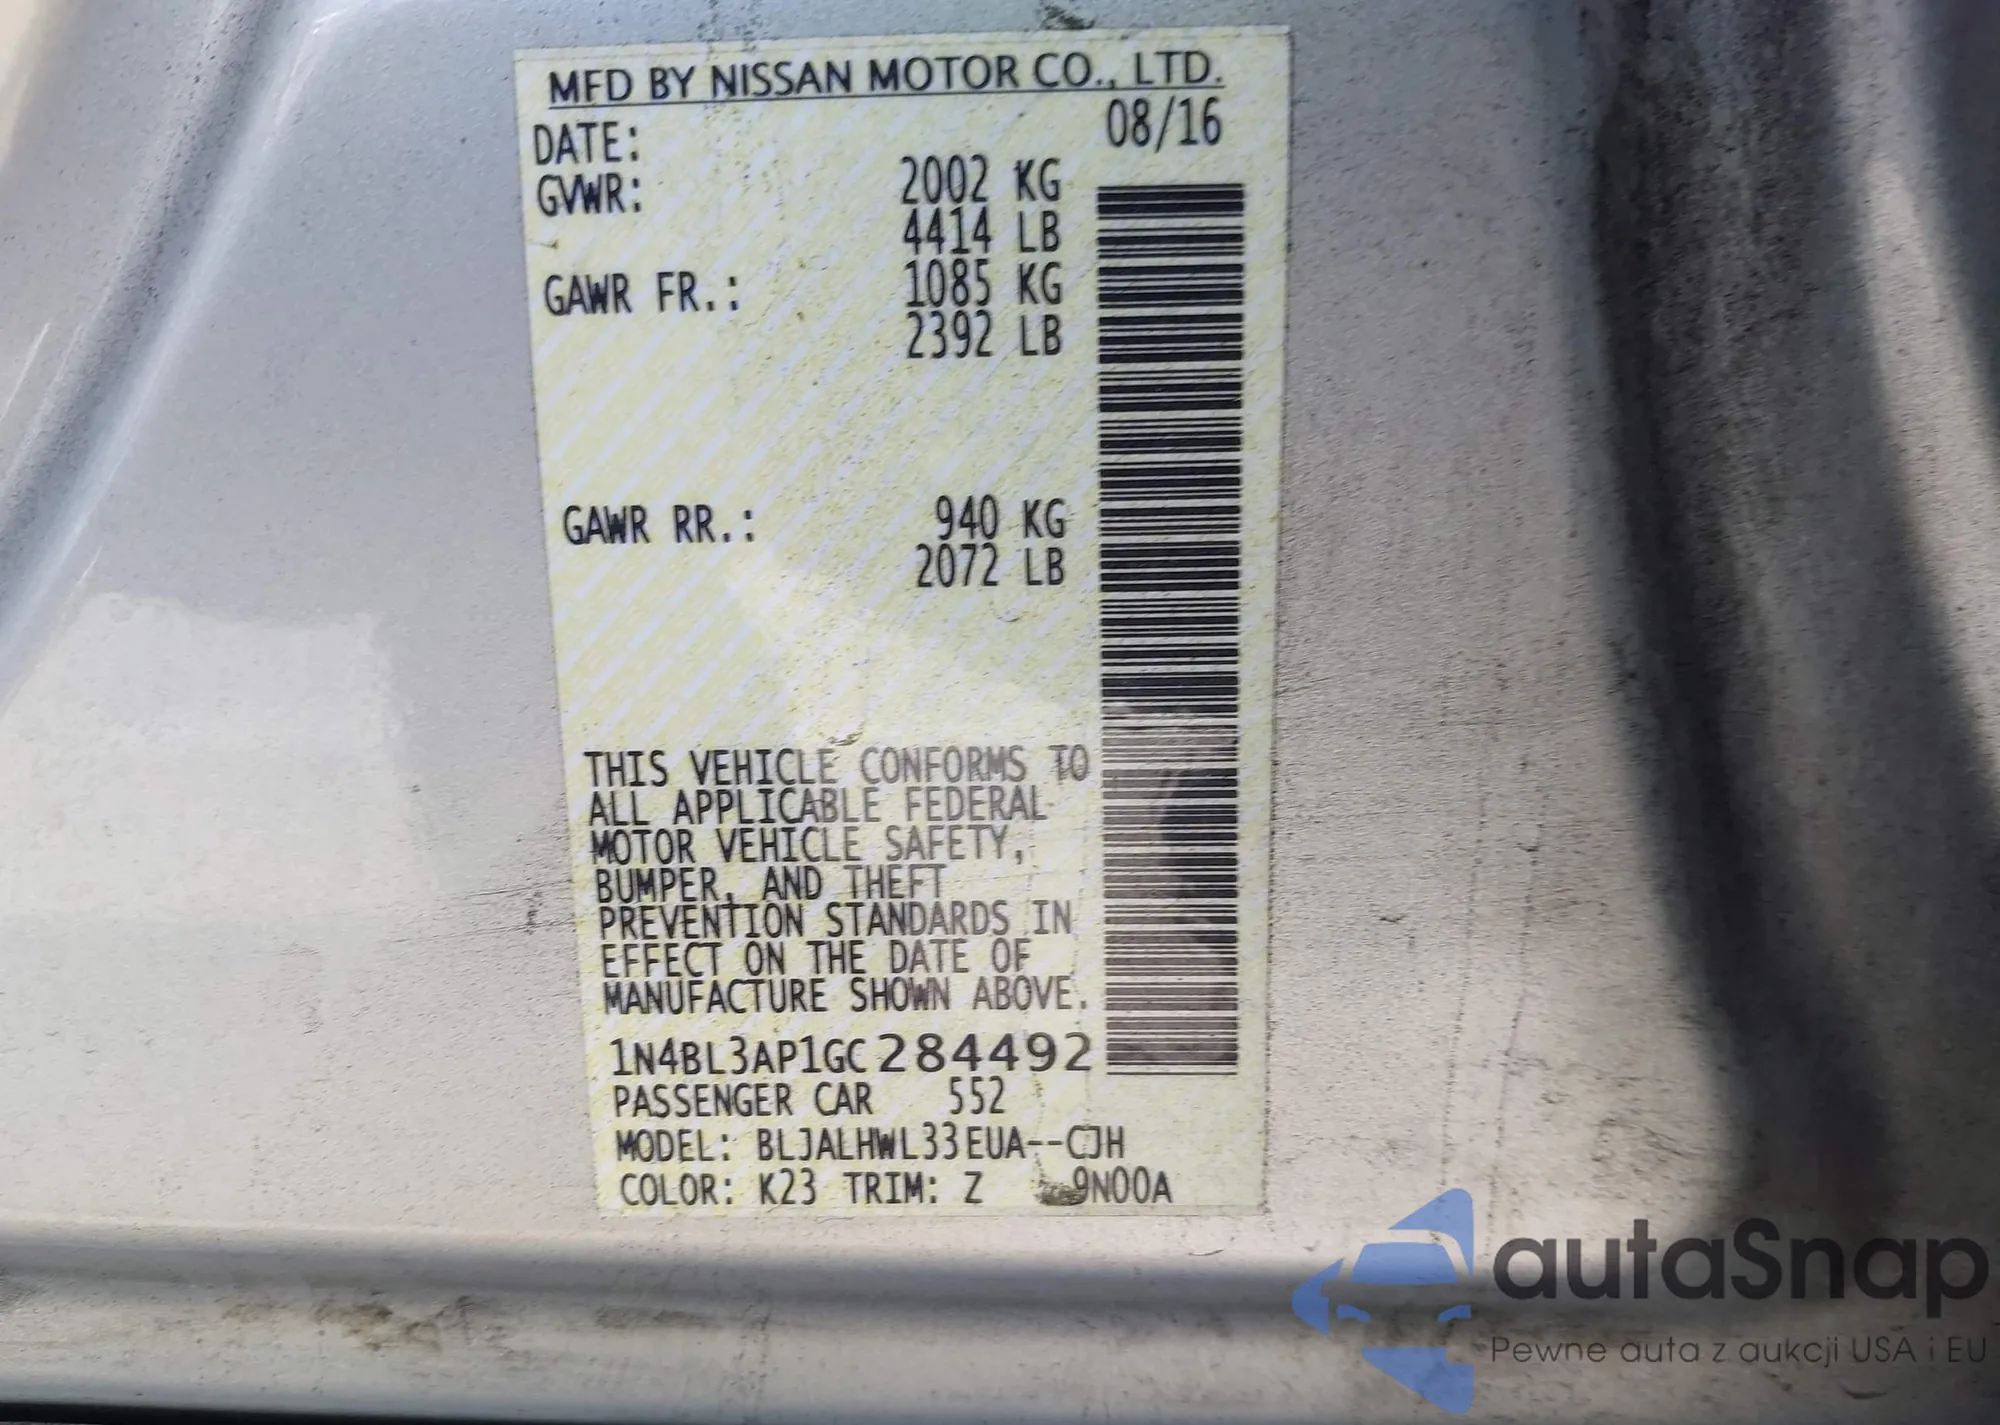 MFD BY NISSAN MOTOR CO., LTD.
DATE: 08/16
GVWR: 2002 KG
4414 LB
GAWR FR.: 1085 KG
2392 LB
GAWR RR.: 940 KG
2072 LB
THIS VEHICLE CONFORMS TO
ALL APPLICABLE FEDERAL
MOTOR VEHICLE SAFETY,
BUMPER, AND THEFT
PREVENTION STANDARDS IN
EFFECT ON THE DATE OF
MANUFACTURE SHOWN ABOVE.
1N4BL3AP1GC284492
PASSENGER CAR 552
MODEL: BLJALHWL33EUA--CJH
COLOR: K23 TRIM: Z 9N00A
autaSnap
Pewne auta z aukcji USA i EU